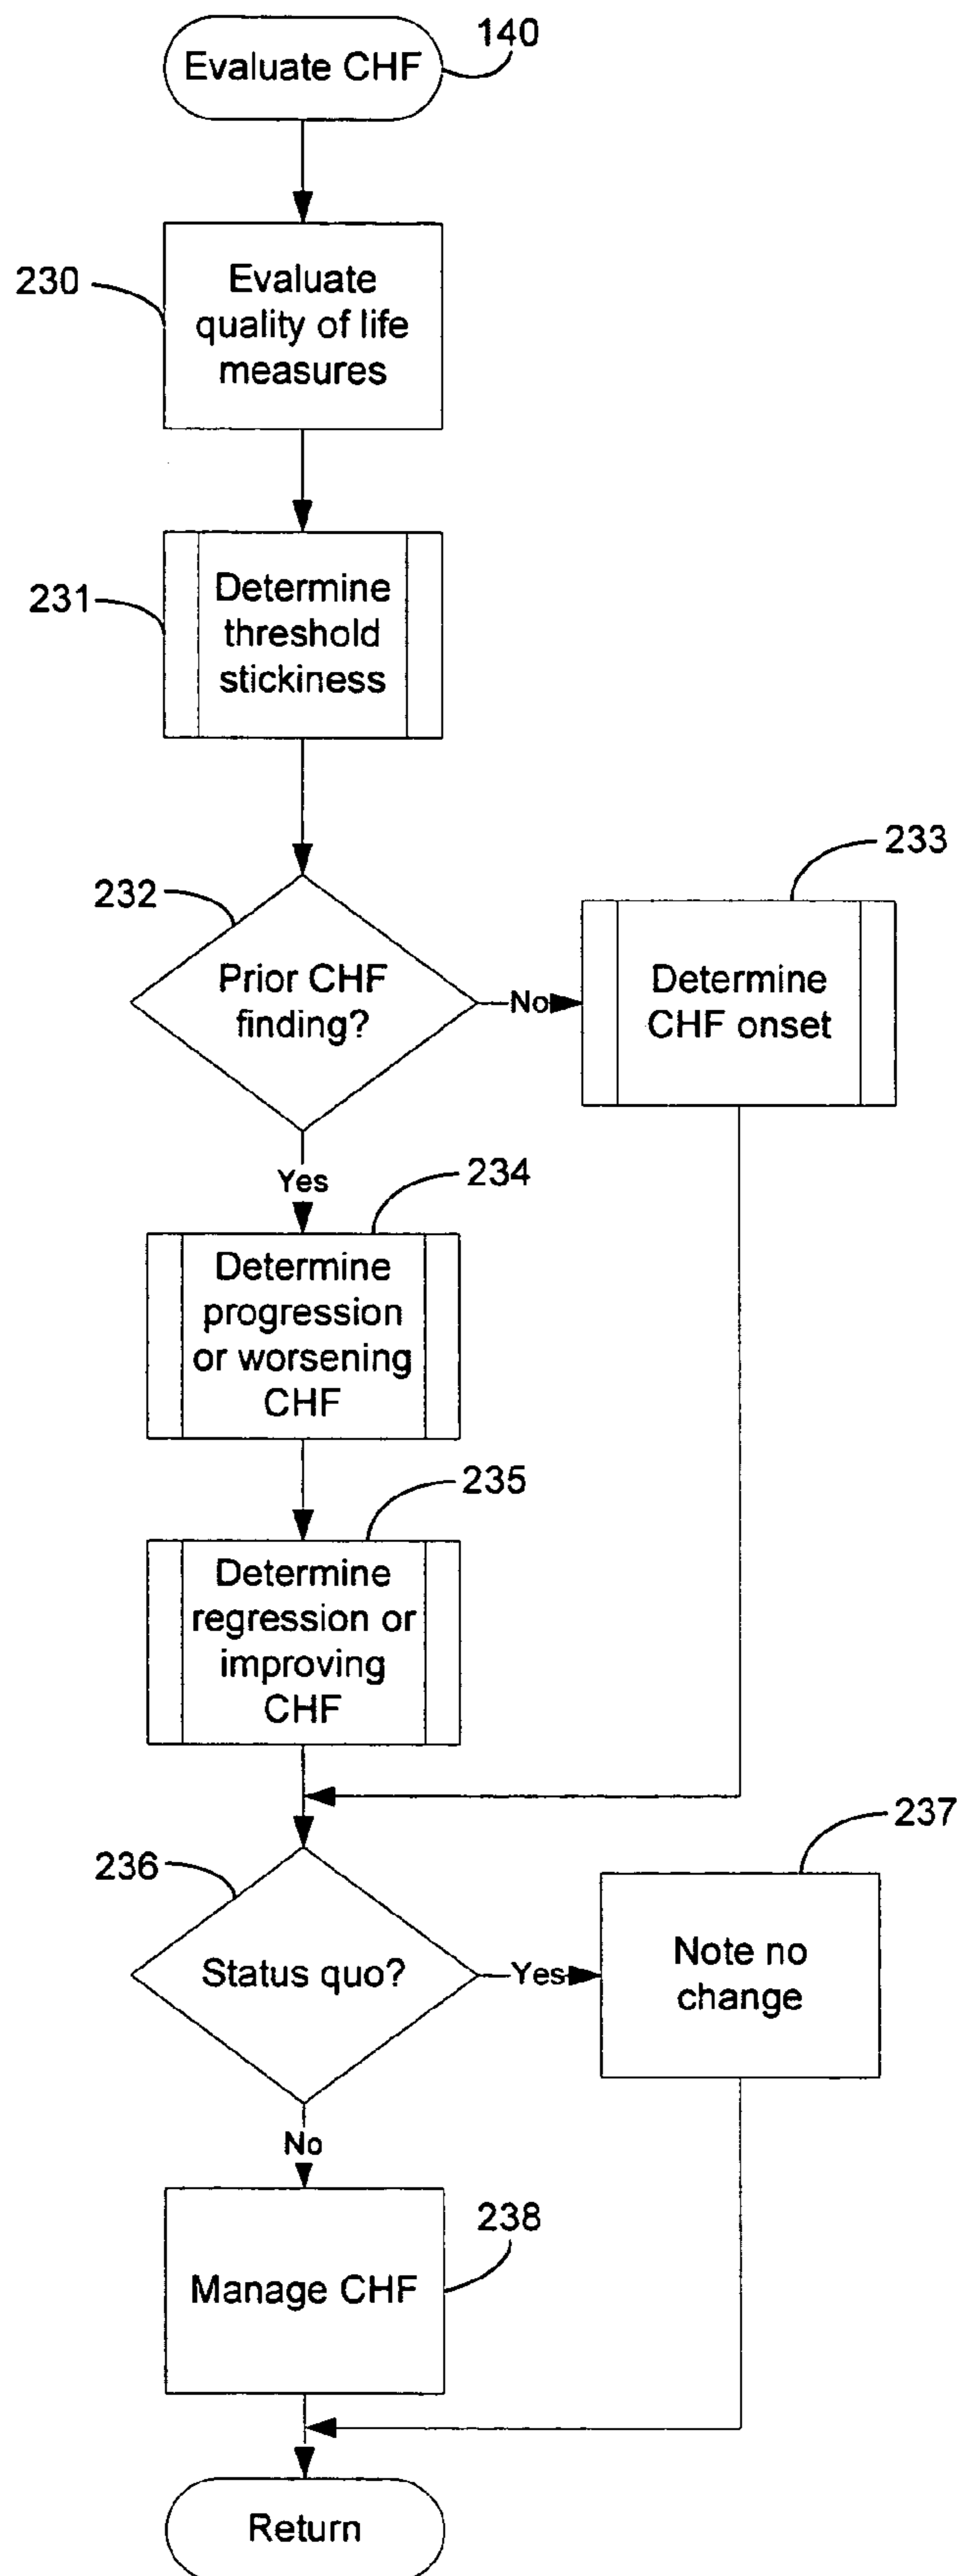 Evaluate CHF
140
230
Evaluate
quality of life
measures
231
Determine
threshold
stickiness
232
Prior CHF
finding?
No
233
Determine
CHF onset
Yes
234
Determine
progression
or worsening
CHF
235
Determine
regression or
improving
CHF
236
Status quo?
Yes
237
Note no
change
No
238
Manage CHF
Return